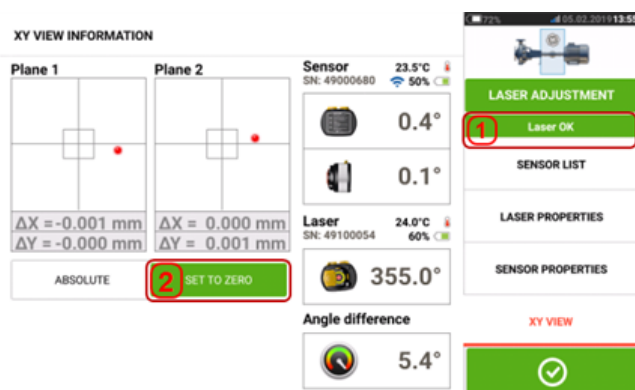 72% 05.02.2019 13:55
XY VIEW INFORMATION
Plane 1
Plane 2
ΔX =-0.001 mm
ΔY =-0.000 mm
ΔX = 0.000 mm
ΔY = 0.001 mm
ABSOLUTE
2 SET TO ZERO
Sensor 23.5°C
SN: 49000680 50%
0.4°
0.1°
Laser 24.0°C
SN: 49100054 60%
355.0°
Angle difference
5.4°
LASER ADJUSTMENT
1 Laser OK
SENSOR LIST
LASER PROPERTIES
SENSOR PROPERTIES
XY VIEW